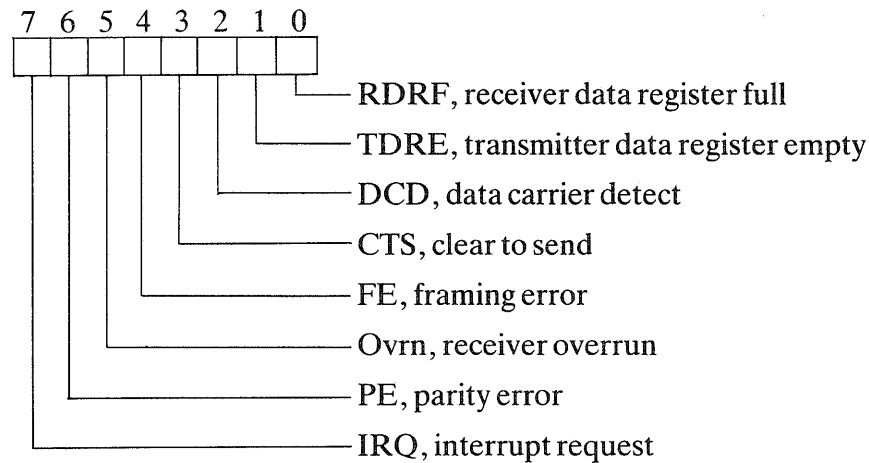 7 6 5 4 3 2 1 0
RDRF, receiver data register full
TDRE, transmitter data register empty
DCD, data carrier detect
CTS, clear to send
FE, framing error
Ovrn, receiver overrun
PE, parity error
IRQ, interrupt request